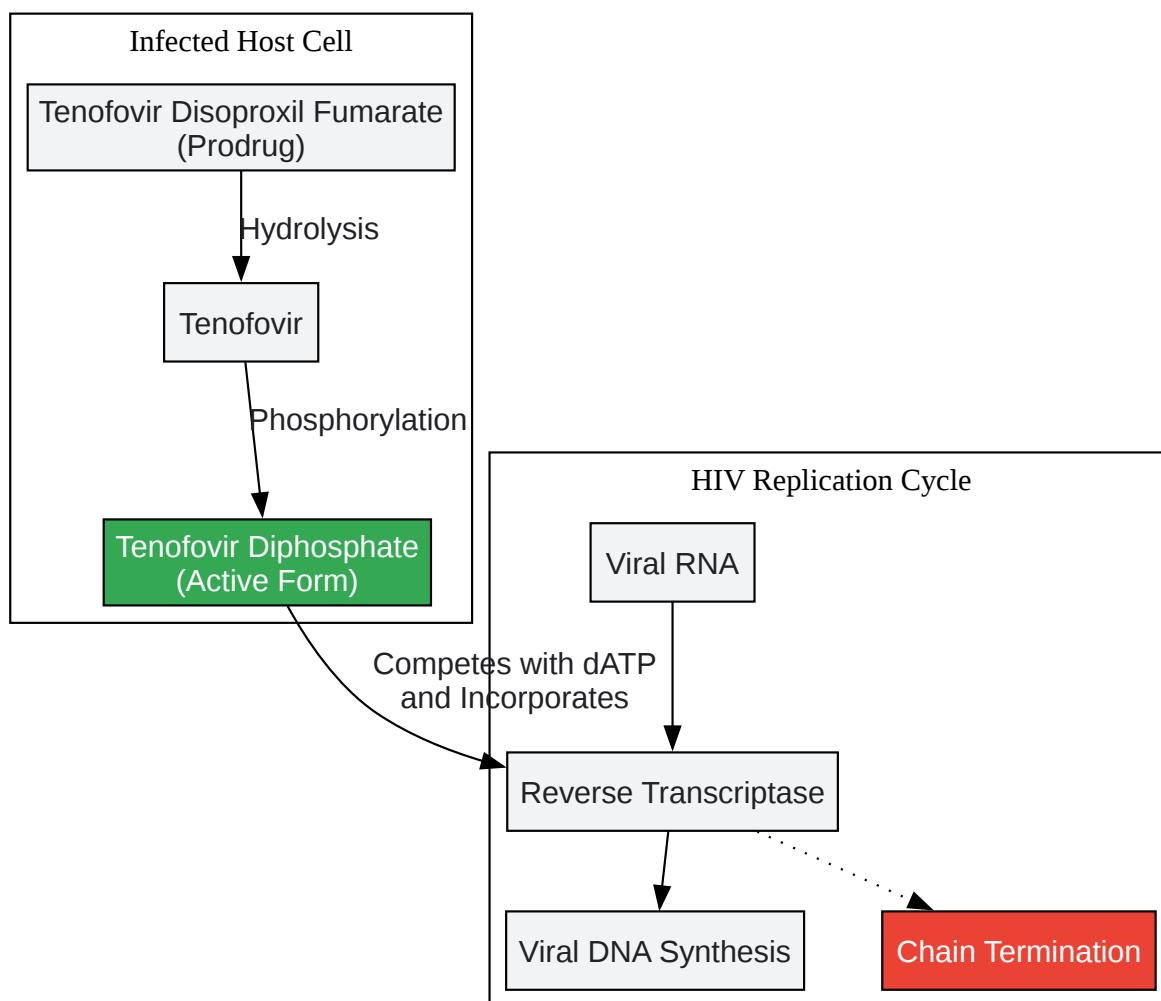 Infected Host Cell
Tenofovir Disoproxil Fumarate
(Prodrug)
Hydrolysis
Tenofovir
Phosphorylation
Tenofovir Diphosphate
(Active Form)
HIV Replication Cycle
Viral RNA
Competes with dATP
and Incorporates
Reverse Transcriptase
Viral DNA Synthesis
Chain Termination